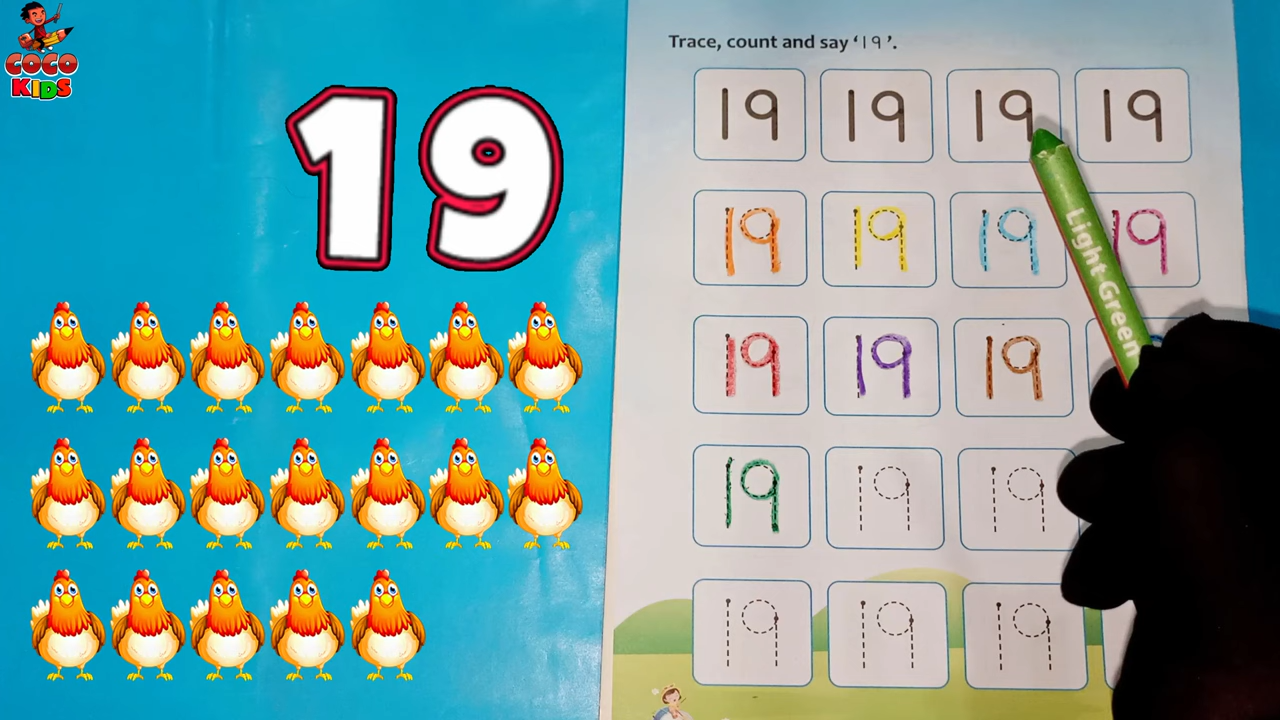 COCO
KIDS
19
Trace, count and say ‘19’.
19 19 19 19
19 19 19 19
19 19 19
19 19 19
19 19 19
Light Green